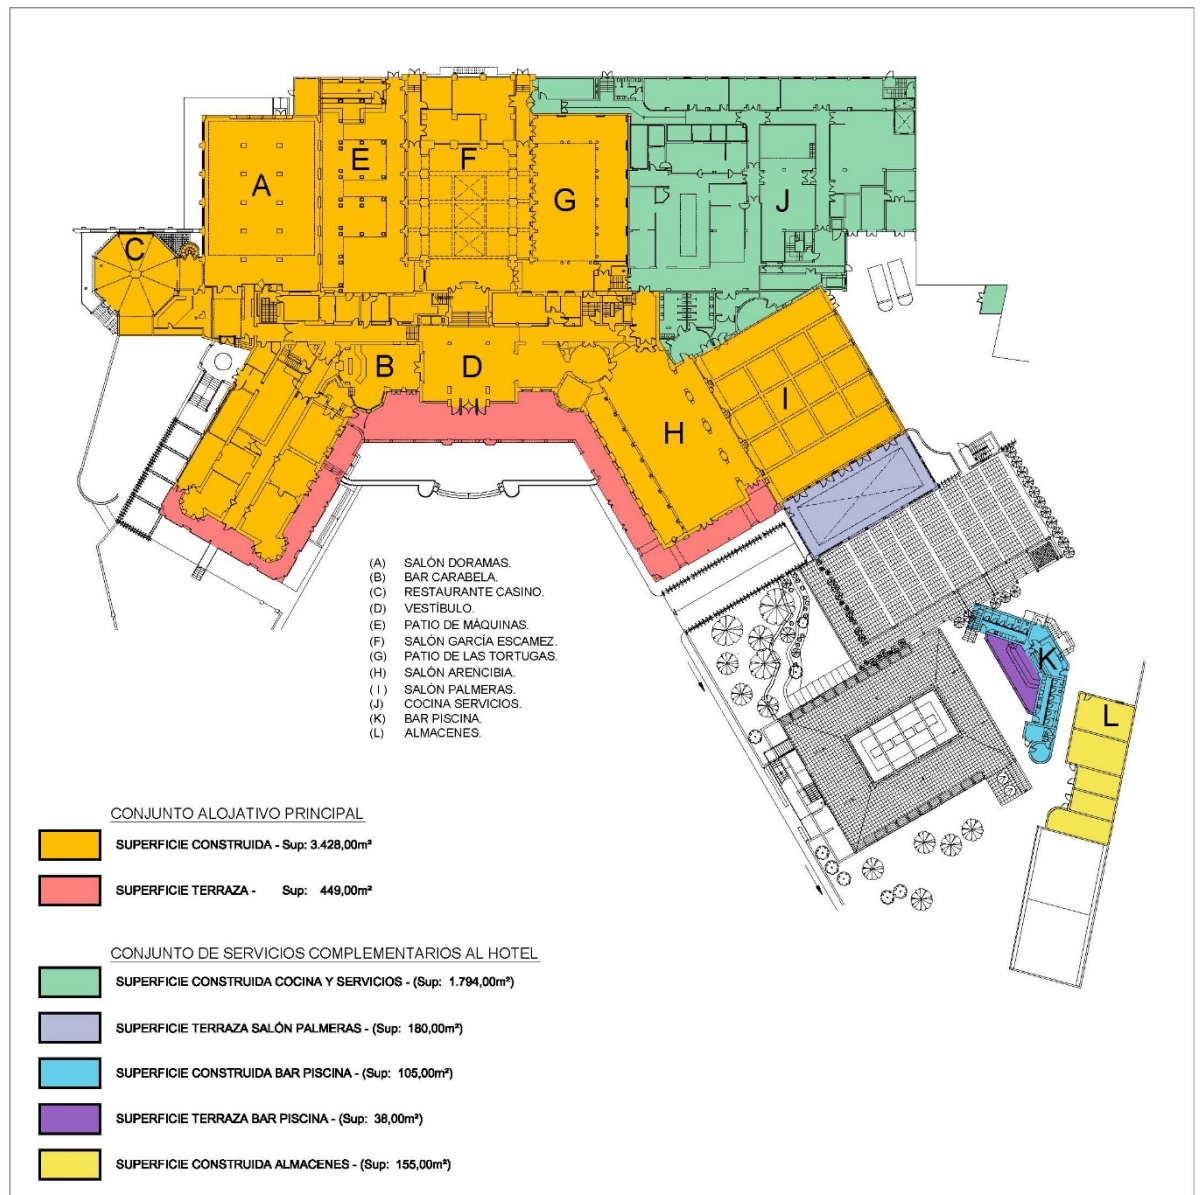 A
E
F
G
J
C
B
D
H
I
K
L
(A) SALÓN DORAMAS.
(B) BAR CARABELA.
(C) RESTAURANTE CASINO.
(D) VESTÍBULO.
(E) PATIO DE MÁQUINAS.
(F) SALÓN GARCÍA ESCAMEZ.
(G) PATIO DE LAS TORTUGAS.
(H) SALÓN ARENCIBIA.
( I ) SALÓN PALMERAS.
(J) COCINA SERVICIOS.
(K) BAR PISCINA.
(L) ALMACENES.
CONJUNTO ALOJATIVO PRINCIPAL
SUPERFICIE CONSTRUIDA - Sup: 3.428,00m²
SUPERFICIE TERRAZA - Sup: 449,00m²
CONJUNTO DE SERVICIOS COMPLEMENTARIOS AL HOTEL
SUPERFICIE CONSTRUIDA COCINA Y SERVICIOS - (Sup: 1.794,00m²)
SUPERFICIE TERRAZA SALÓN PALMERAS - (Sup: 180,00m²)
SUPERFICIE CONSTRUIDA BAR PISCINA - (Sup: 105,00m²)
SUPERFICIE TERRAZA BAR PISCINA - (Sup: 38,00m²)
SUPERFICIE CONSTRUIDA ALMACENES - (Sup: 155,00m²)